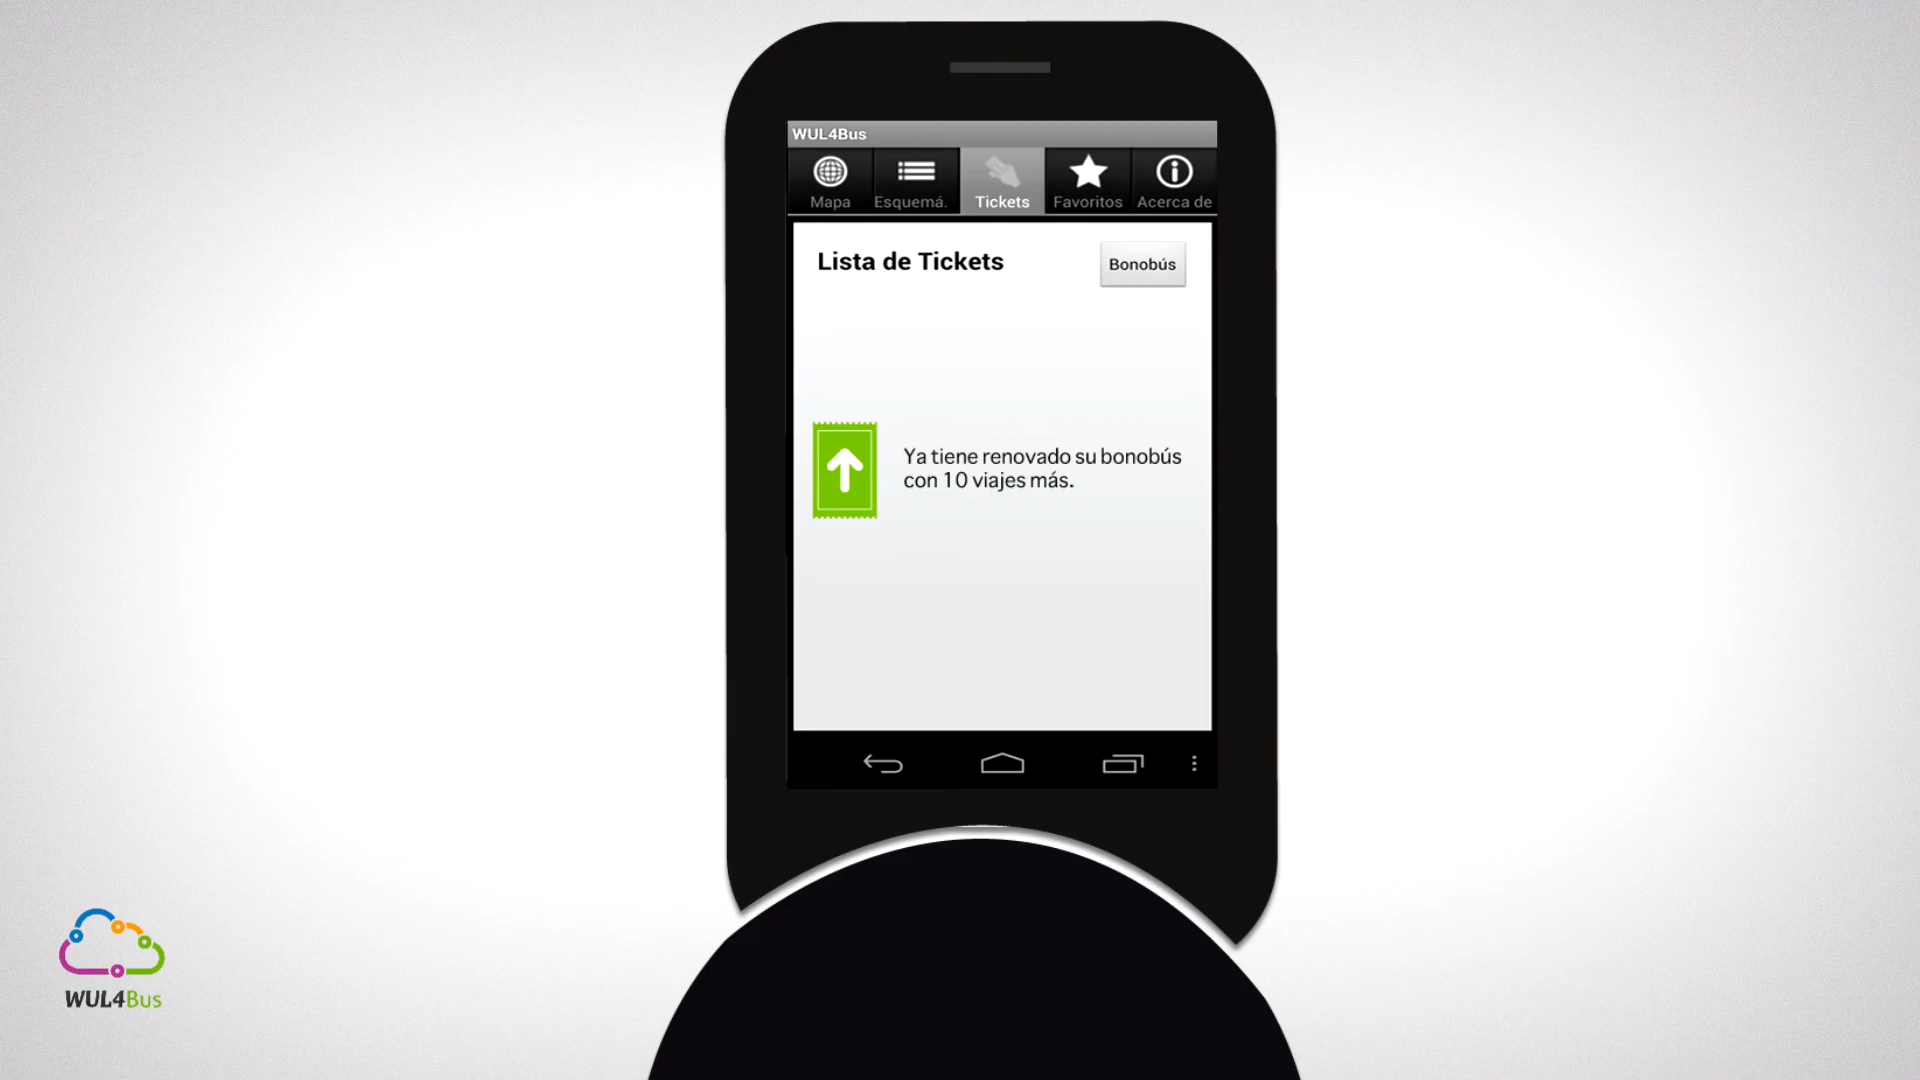 WUL4Bus
Mapa
Esquemá.
Tickets
Favoritos
Acerca de
Lista de Tickets
Bonobús
Ya tiene renovado su bonobús
con 10 viajes más.
WUL4Bus